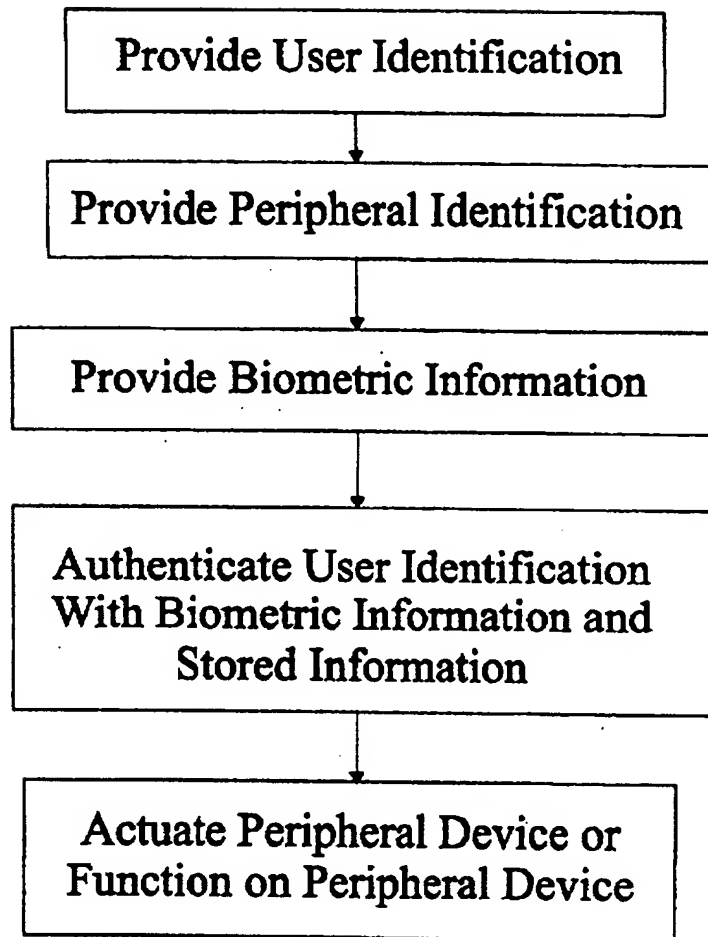 Provide User Identification
Provide Peripheral Identification
Provide Biometric Information
Authenticate User Identification
With Biometric Information and
Stored Information
Actuate Peripheral Device or
Function on Peripheral Device